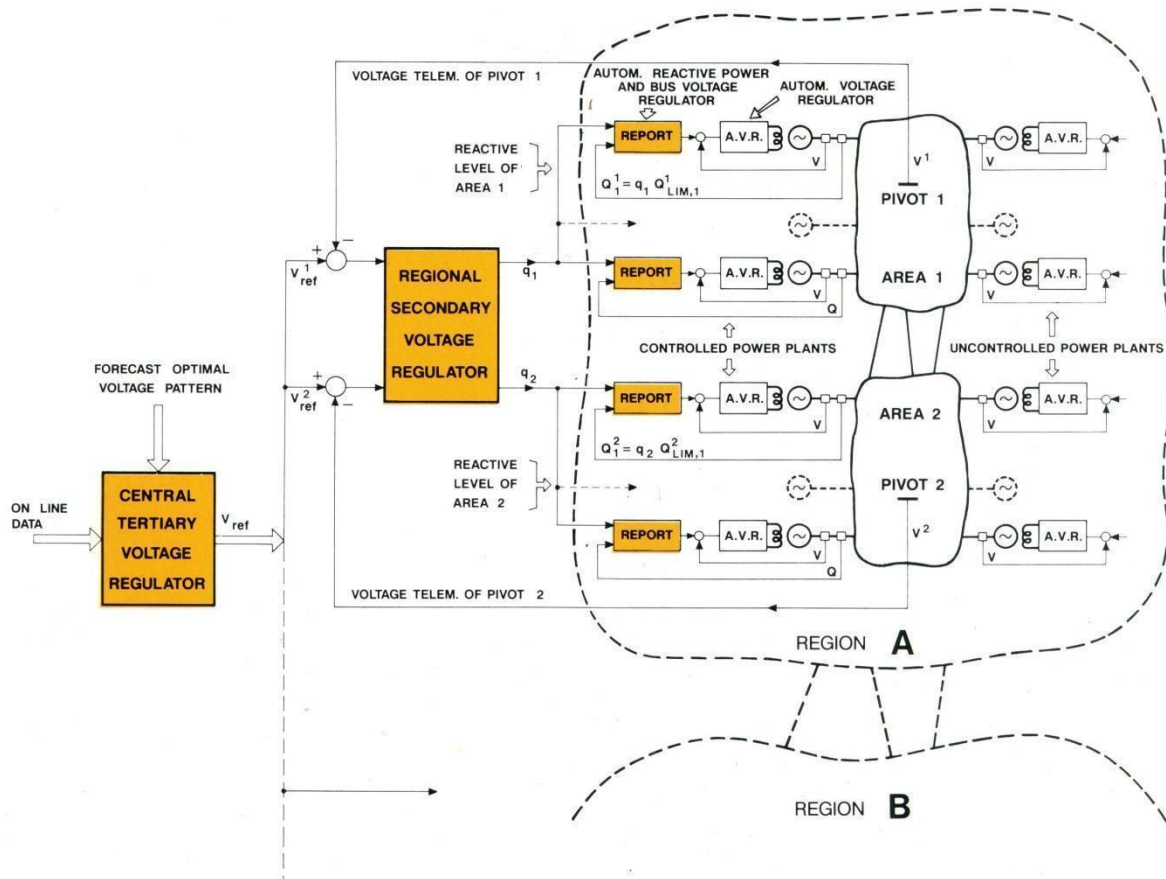 VOLTAGE TELEM. OF PIVOT 1
AUTOM. REACTIVE POWER
AND BUS VOLTAGE
REGULATOR
AUTOM. VOLTAGE
REGULATOR
REPORT
A.V.R.
V
V¹
V
A.V.R.
REACTIVE
LEVEL OF
AREA 1
Q¹₁ = q₁ Q¹LIM,1
PIVOT 1
+
−
V¹ref
REGIONAL
SECONDARY
VOLTAGE
REGULATOR
q₁
REPORT
A.V.R.
V
Q
AREA 1
V
A.V.R.
CONTROLLED POWER PLANTS
UNCONTROLLED POWER PLANTS
FORECAST OPTIMAL
VOLTAGE PATTERN
+
−
V²ref
q₂
REPORT
A.V.R.
V
AREA 2
V
A.V.R.
Q²₁ = q₂ Q²LIM,1
REACTIVE
LEVEL OF
AREA 2
PIVOT 2
ON LINE
DATA
CENTRAL
TERTIARY
VOLTAGE
REGULATOR
Vref
REPORT
A.V.R.
V
Q
V²
V
A.V.R.
VOLTAGE TELEM. OF PIVOT 2
REGION A
REGION B